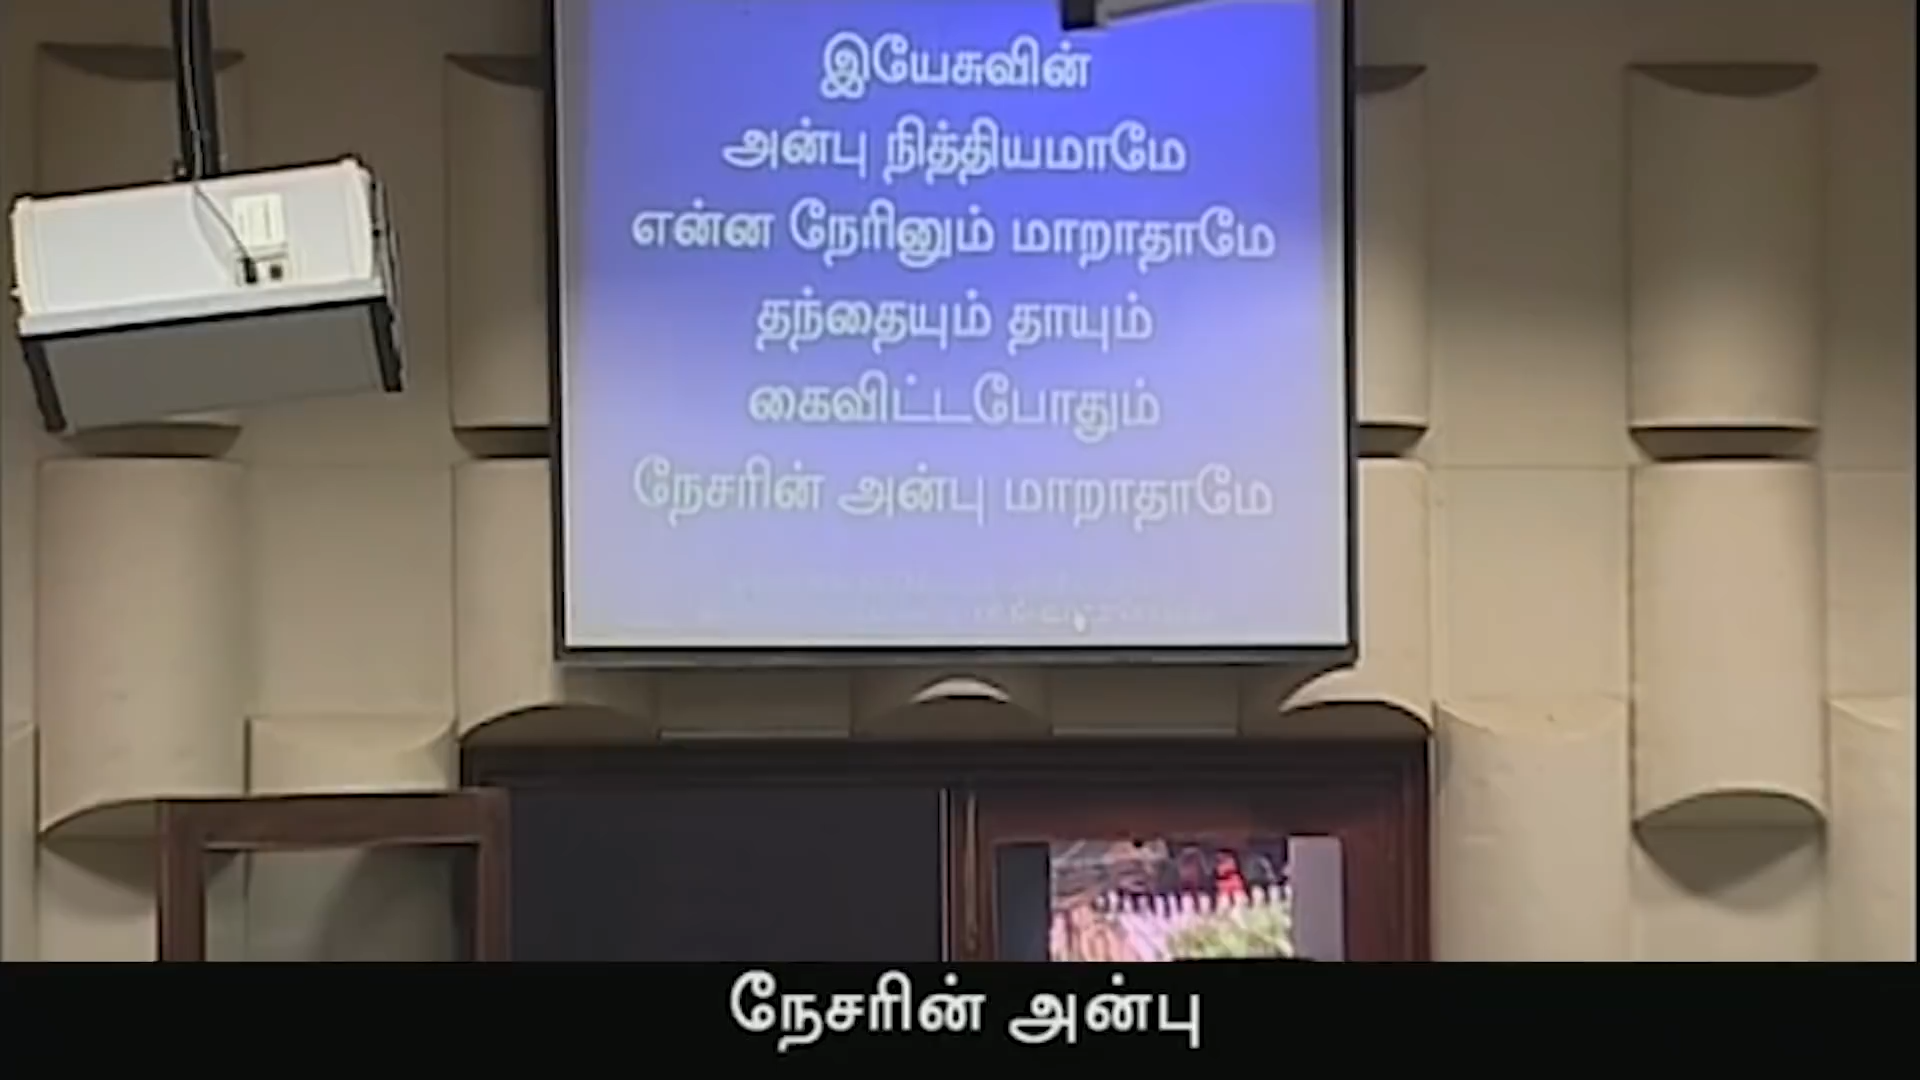 இயேசுவின்
அன்பு நித்தியமாமே
என்ன நேரினும் மாறாதாமே
தந்தையும் தாயும்
கைவிட்டபோதும்
நேசரின் அன்பு மாறாதாமே
நேசரின் அன்பு